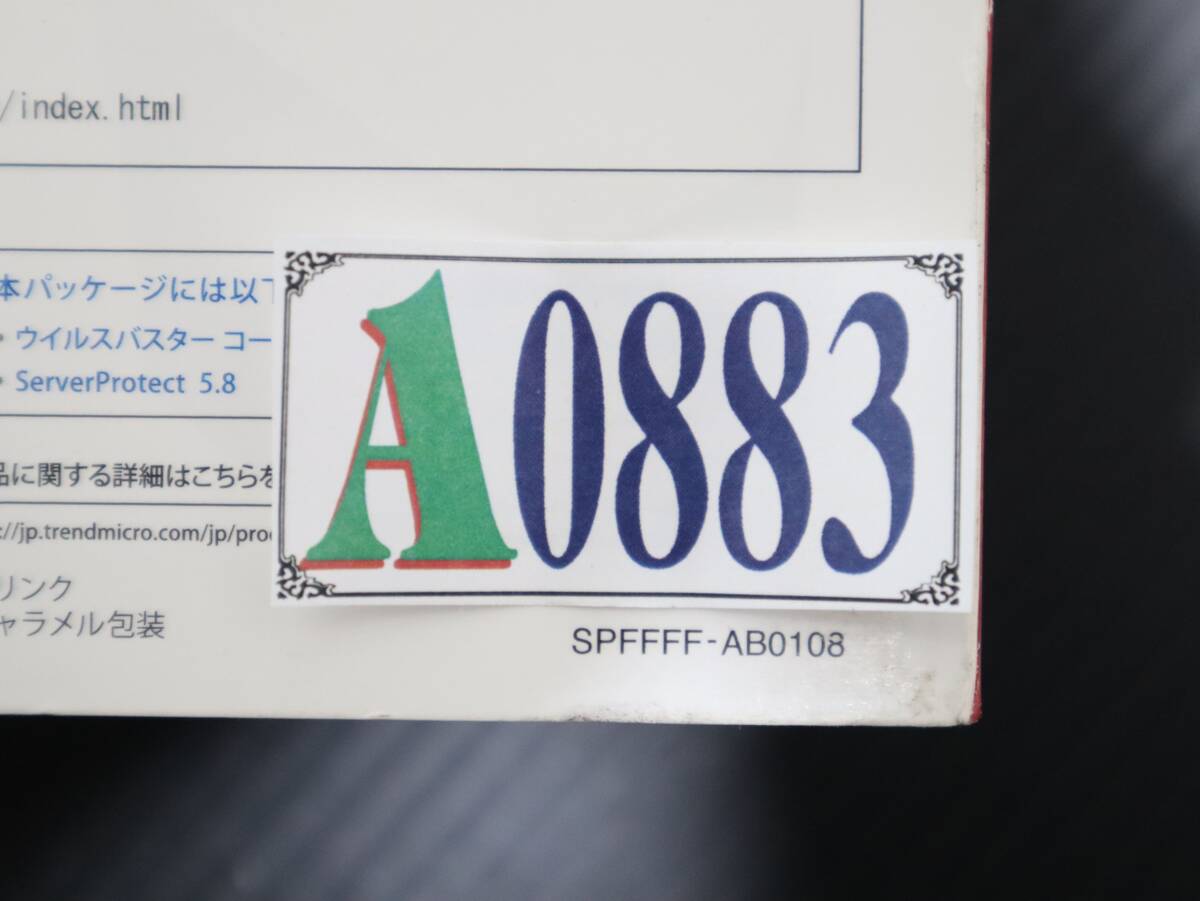 /index.html
本パッケージには以下
・ウイルスバスター コー
・ServerProtect 5.8
品に関する詳細はこちらを
://jp.trendmicro.com/jp/pro
リンク
ャラメル包装
A0883
SPFFFF-AB0108